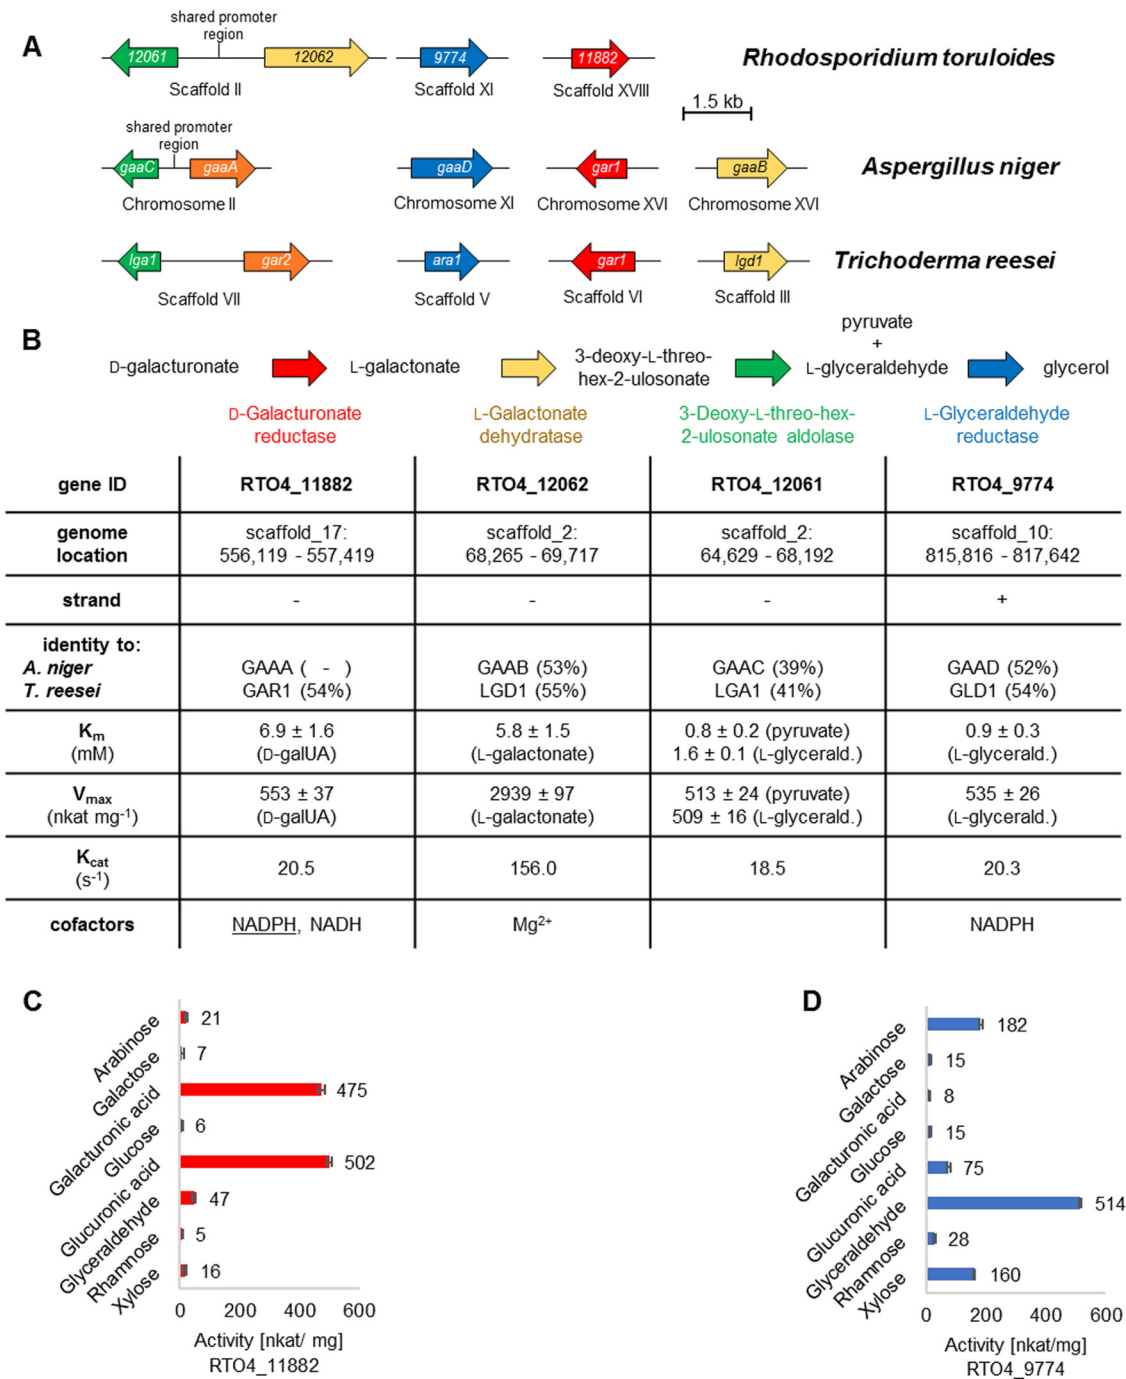 A
shared promoter
region
12061
12062
9774
11882
Rhodosporidium toruloides
Scaffold II
Scaffold XI
Scaffold XVIII
1.5 kb
shared promoter
region
gaaC
gaaA
gaaD
gar1
gaaB
Aspergillus niger
Chromosome II
Chromosome XI
Chromosome XVI
Chromosome XVI
lga1
gar2
ara1
gar1
lgd1
Trichoderma reesei
Scaffold VII
Scaffold V
Scaffold VI
Scaffold III
B
D-galacturonate
L-galactonate
3-deoxy-L-threo-
hex-2-ulosonate
pyruvate
+
L-glyceraldehyde
glycerol
D-Galacturonate
reductase
L-Galactonate
dehydratase
3-Deoxy-L-threo-hex-
2-ulosonate aldolase
L-Glyceraldehyde
reductase
gene ID RTO4_11882 RTO4_12062 RTO4_12061 RTO4_9774
genome scaffold_17: scaffold_2: scaffold_2: scaffold_10:
location 556,119 - 557,419 68,265 - 69,717 64,629 - 68,192 815,816 - 817,642
strand - - - +
identity to:
A. niger GAAA ( - ) GAAB (53%) GAAC (39%) GAAD (52%)
T. reesei GAR1 (54%) LGD1 (55%) LGA1 (41%) GLD1 (54%)
Km 6.9 ± 1.6 5.8 ± 1.5 0.8 ± 0.2 (pyruvate) 0.9 ± 0.3
(mM) (D-galUA) (L-galactonate) 1.6 ± 0.1 (L-glycerald.) (L-glycerald.)
Vmax 553 ± 37 2939 ± 97 513 ± 24 (pyruvate) 535 ± 26
(nkat mg-1) (D-galUA) (L-galactonate) 509 ± 16 (L-glycerald.) (L-glycerald.)
Kcat
(s-1) 20.5 156.0 18.5 20.3
cofactors NADPH, NADH Mg2+ NADPH
C
Arabinose 21
Galactose 7
Galacturonic acid 475
Glucose 6
Glucuronic acid 502
Glyceraldehyde 47
Rhamnose 5
Xylose 16
0 200 400 600
Activity [nkat/ mg]
RTO4_11882
D
Arabinose 182
Galactose 15
Galacturonic acid 8
Glucose 15
Glucuronic acid 75
Glyceraldehyde 514
Rhamnose 28
Xylose 160
0 200 400 600
Activity [nkat/mg]
RTO4_9774